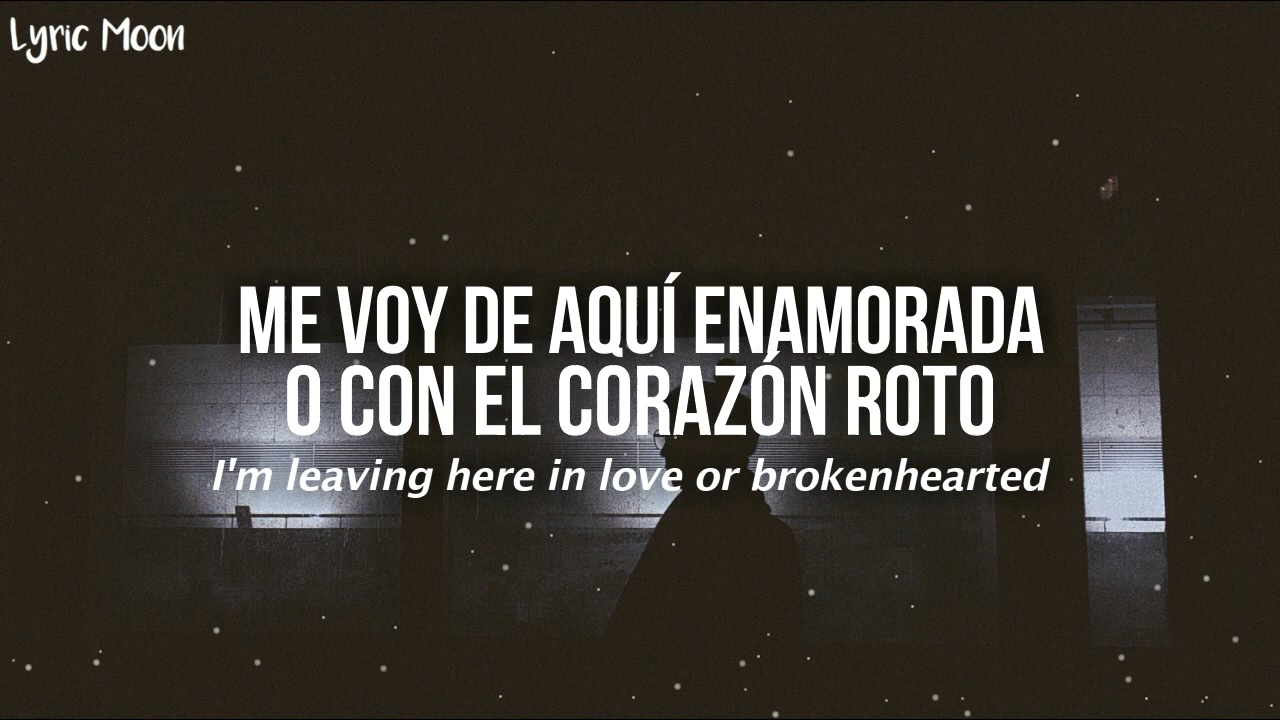 Lyric Moon
ME VOY DE AQUÍ ENAMORADA
O CON EL CORAZÓN ROTO
I'm leaving here in love or brokenhearted